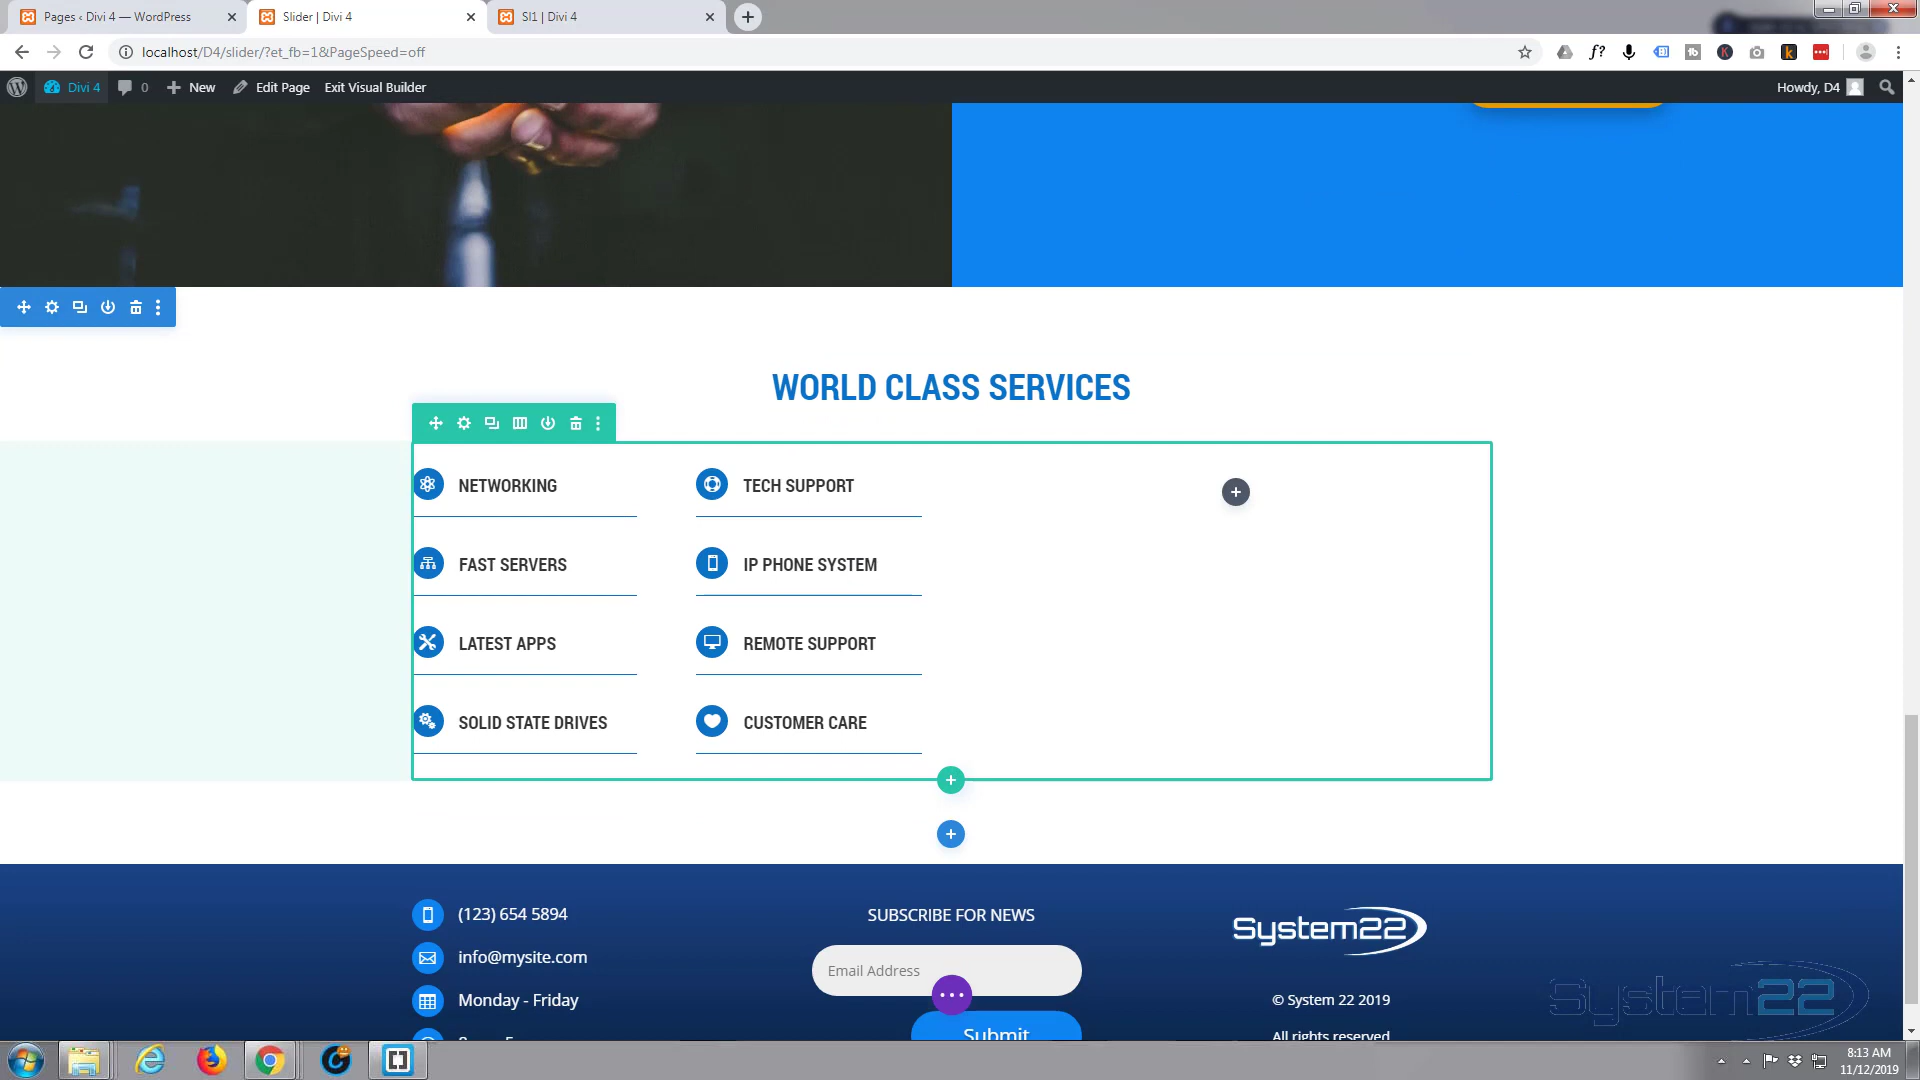 Pages ‹ Divi 4 — WordPress
Slider | Divi 4
Sl1 | Divi 4
localhost/D4/slider/?et_fb=1&PageSpeed=off
Divi 4
0
New
Edit Page
Exit Visual Builder
Howdy, D4
WORLD CLASS SERVICES
NETWORKING
TECH SUPPORT
FAST SERVERS
IP PHONE SYSTEM
LATEST APPS
REMOTE SUPPORT
SOLID STATE DRIVES
CUSTOMER CARE
(123) 654 5894
SUBSCRIBE FOR NEWS
System22
info@mysite.com
Email Address
Monday - Friday
© System 22 2019
System22
Submit
All rights reserved
8:13 AM
11/12/2019